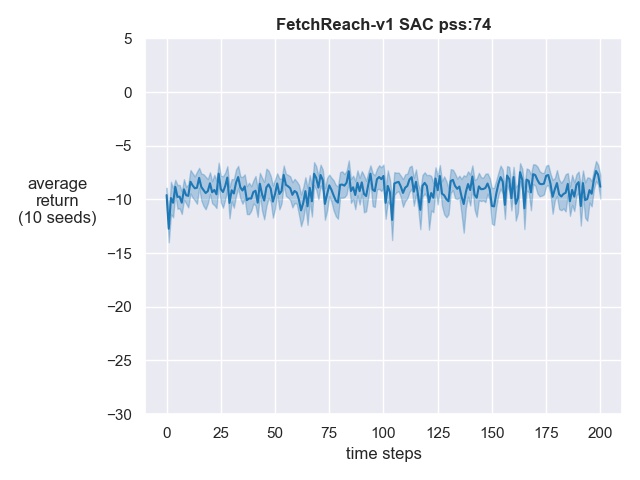 FetchReach-v1 SAC pss:74
5
0
−5
−10
−15
−20
−25
−30
average
return
(10 seeds)
0 25 50 75 100 125 150 175 200
time steps